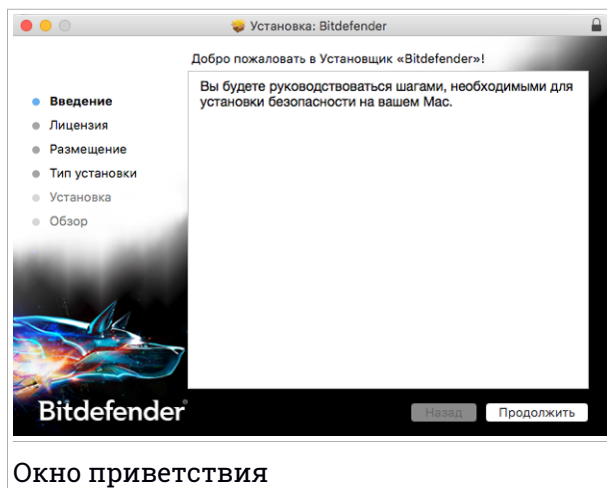 Установка: Bitdefender
Добро пожаловать в Установщик «Bitdefender»!
Введение
Лицензия
Размещение
Тип установки
Установка
Обзор
Вы будете руководствоваться шагами, необходимыми для
установки безопасности на вашем Mac.
Bitdefender®
Назад
Продолжить
Окно приветствия